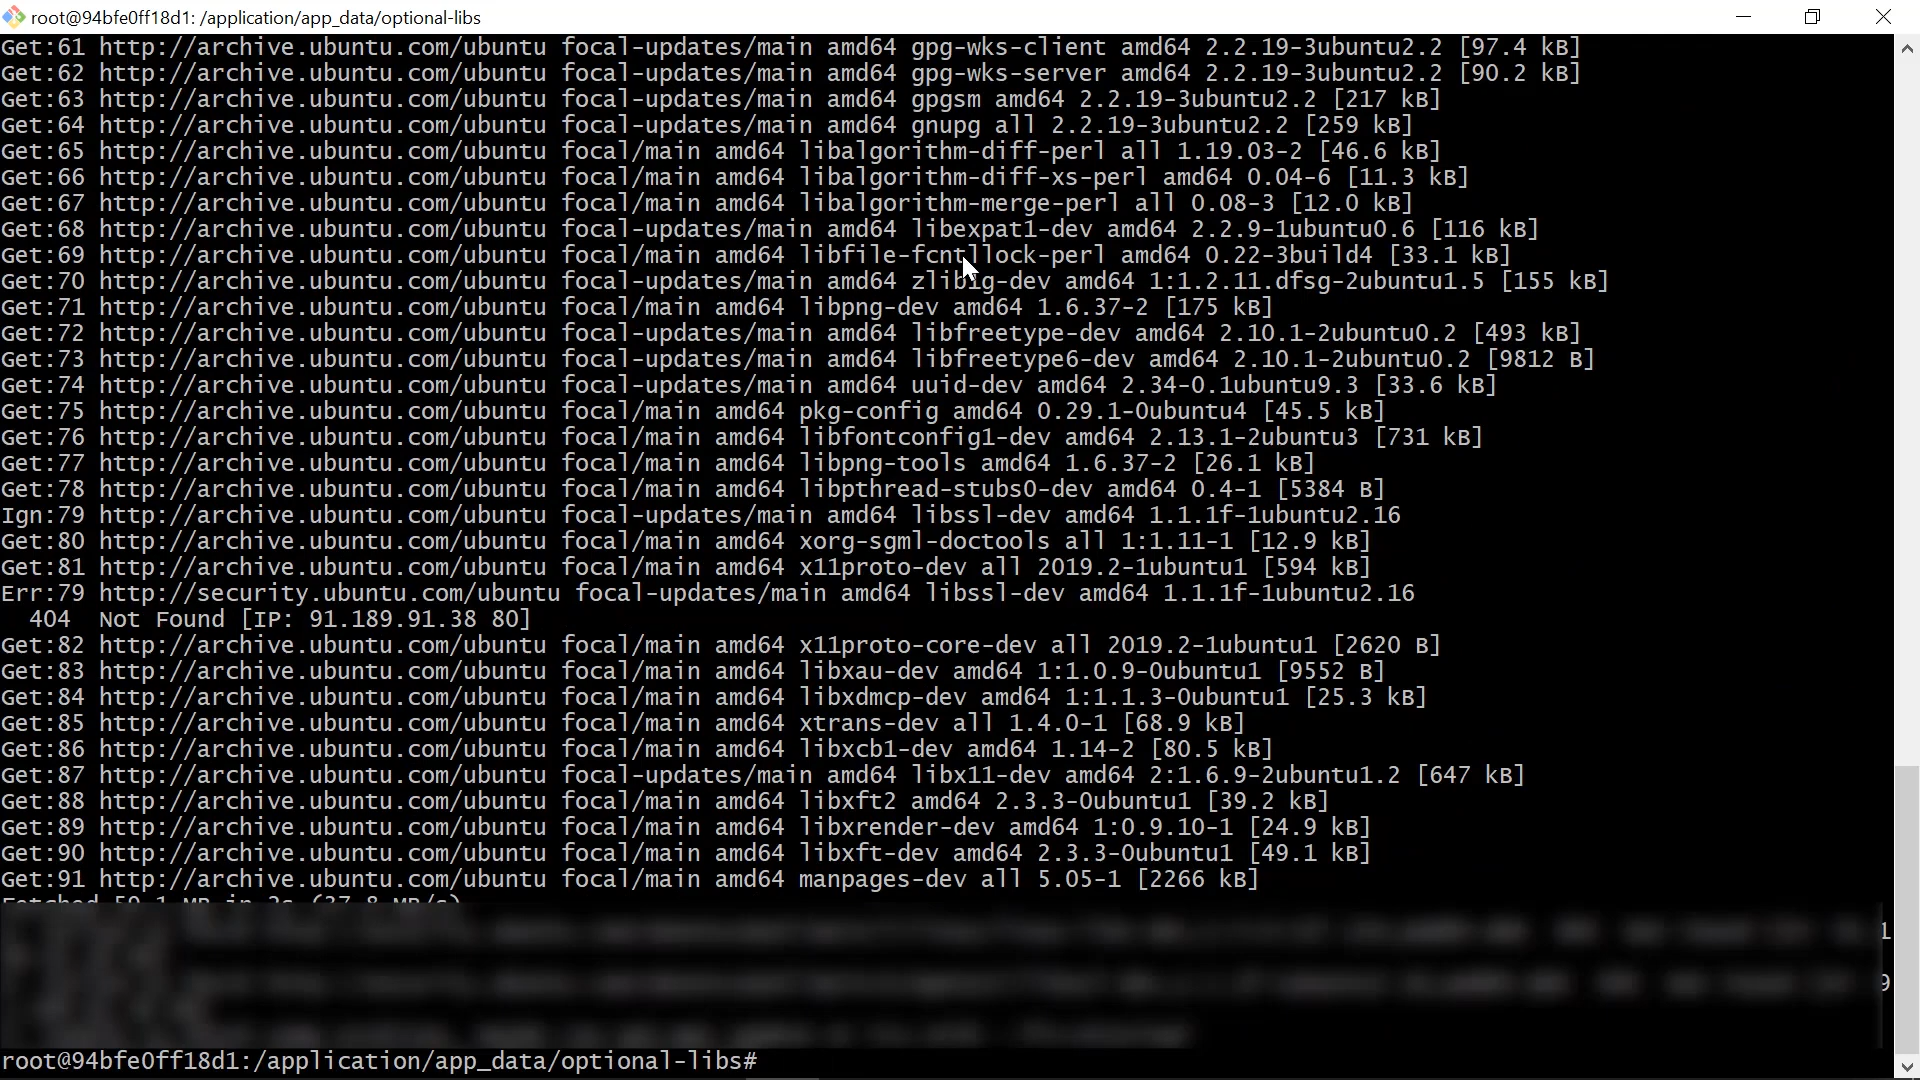 root@94bfe0ff18d1: /application/app_data/optional-libs
Get:61 http://archive.ubuntu.com/ubuntu focal-updates/main amd64 gpg-wks-client amd64 2.2.19-3ubuntu2.2 [97.4 kB]
Get:62 http://archive.ubuntu.com/ubuntu focal-updates/main amd64 gpg-wks-server amd64 2.2.19-3ubuntu2.2 [90.2 kB]
Get:63 http://archive.ubuntu.com/ubuntu focal-updates/main amd64 gpgsm amd64 2.2.19-3ubuntu2.2 [217 kB]
Get:64 http://archive.ubuntu.com/ubuntu focal-updates/main amd64 gnupg all 2.2.19-3ubuntu2.2 [259 kB]
Get:65 http://archive.ubuntu.com/ubuntu focal/main amd64 libalgorithm-diff-perl all 1.19.03-2 [46.6 kB]
Get:66 http://archive.ubuntu.com/ubuntu focal/main amd64 libalgorithm-diff-xs-perl amd64 0.04-6 [11.3 kB]
Get:67 http://archive.ubuntu.com/ubuntu focal/main amd64 libalgorithm-merge-perl all 0.08-3 [12.0 kB]
Get:68 http://archive.ubuntu.com/ubuntu focal-updates/main amd64 libexpat1-dev amd64 2.2.9-1ubuntu0.6 [116 kB]
Get:69 http://archive.ubuntu.com/ubuntu focal/main amd64 libfile-fcntllock-perl amd64 0.22-3build4 [33.1 kB]
Get:70 http://archive.ubuntu.com/ubuntu focal-updates/main amd64 zlib1g-dev amd64 1:1.2.11.dfsg-2ubuntu1.5 [155 kB]
Get:71 http://archive.ubuntu.com/ubuntu focal/main amd64 libpng-dev amd64 1.6.37-2 [175 kB]
Get:72 http://archive.ubuntu.com/ubuntu focal-updates/main amd64 libfreetype-dev amd64 2.10.1-2ubuntu0.2 [493 kB]
Get:73 http://archive.ubuntu.com/ubuntu focal-updates/main amd64 libfreetype6-dev amd64 2.10.1-2ubuntu0.2 [9812 B]
Get:74 http://archive.ubuntu.com/ubuntu focal-updates/main amd64 uuid-dev amd64 2.34-0.1ubuntu9.3 [33.6 kB]
Get:75 http://archive.ubuntu.com/ubuntu focal/main amd64 pkg-config amd64 0.29.1-0ubuntu4 [45.5 kB]
Get:76 http://archive.ubuntu.com/ubuntu focal/main amd64 libfontconfig1-dev amd64 2.13.1-2ubuntu3 [731 kB]
Get:77 http://archive.ubuntu.com/ubuntu focal/main amd64 libpng-tools amd64 1.6.37-2 [26.1 kB]
Get:78 http://archive.ubuntu.com/ubuntu focal/main amd64 libpthread-stubs0-dev amd64 0.4-1 [5384 B]
Ign:79 http://archive.ubuntu.com/ubuntu focal-updates/main amd64 libssl-dev amd64 1.1.1f-1ubuntu2.16
Get:80 http://archive.ubuntu.com/ubuntu focal/main amd64 xorg-sgml-doctools all 1:1.11-1 [12.9 kB]
Get:81 http://archive.ubuntu.com/ubuntu focal/main amd64 x11proto-dev all 2019.2-1ubuntu1 [594 kB]
Err:79 http://security.ubuntu.com/ubuntu focal-updates/main amd64 libssl-dev amd64 1.1.1f-1ubuntu2.16
404 Not Found [IP: 91.189.91.38 80]
Get:82 http://archive.ubuntu.com/ubuntu focal/main amd64 x11proto-core-dev all 2019.2-1ubuntu1 [2620 B]
Get:83 http://archive.ubuntu.com/ubuntu focal/main amd64 libxau-dev amd64 1:1.0.9-0ubuntu1 [9552 B]
Get:84 http://archive.ubuntu.com/ubuntu focal/main amd64 libxdmcp-dev amd64 1:1.1.3-0ubuntu1 [25.3 kB]
Get:85 http://archive.ubuntu.com/ubuntu focal/main amd64 xtrans-dev all 1.4.0-1 [68.9 kB]
Get:86 http://archive.ubuntu.com/ubuntu focal/main amd64 libxcb1-dev amd64 1.14-2 [80.5 kB]
Get:87 http://archive.ubuntu.com/ubuntu focal-updates/main amd64 libx11-dev amd64 2:1.6.9-2ubuntu1.2 [647 kB]
Get:88 http://archive.ubuntu.com/ubuntu focal/main amd64 libxft2 amd64 2.3.3-0ubuntu1 [39.2 kB]
Get:89 http://archive.ubuntu.com/ubuntu focal/main amd64 libxrender-dev amd64 1:0.9.10-1 [24.9 kB]
Get:90 http://archive.ubuntu.com/ubuntu focal/main amd64 libxft-dev amd64 2.3.3-0ubuntu1 [49.1 kB]
Get:91 http://archive.ubuntu.com/ubuntu focal/main amd64 manpages-dev all 5.05-1 [2266 kB]
1
9
root@94bfe0ff18d1:/application/app_data/optional-libs#